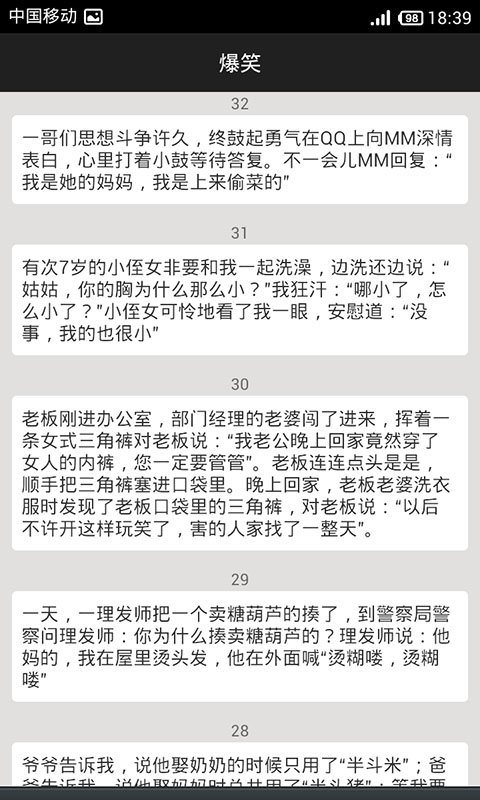 中国移动 98 18:39
爆笑
32
一哥们思想斗争许久，终鼓起勇气在QQ上向MM深情
表白，心里打着小鼓等待答复。不一会儿MM回复：“
我是她的妈妈，我是上来偷菜的”
31
有次7岁的小侄女非要和我一起洗澡，边洗还边说：“
姑姑，你的胸为什么那么小？”我狂汗：“哪小了，怎
么小了？”小侄女可怜地看了我一眼，安慰道：“没
事，我的也很小”
30
老板刚进办公室，部门经理的老婆闯了进来，挥着一
条女式三角裤对老板说：“我老公晚上回家竟然穿了
女人的内裤，您一定要管管”。老板连连点头是是，
顺手把三角裤塞进口袋里。晚上回家，老板老婆洗衣
服时发现了老板口袋里的三角裤，对老板说：“以后
不许开这样玩笑了，害的人家找了一整天”。
29
一天，一理发师把一个卖糖葫芦的揍了，到警察局警
察问理发师：你为什么揍卖糖葫芦的？理发师说：他
妈的，我在屋里烫头发，他在外面喊“烫糊喽，烫糊
喽”
28
爷爷告诉我，说他娶奶奶的时候只用了“半斗米”；爸
爸告诉我，说他娶妈妈时总共用了“半头猪”；等我要